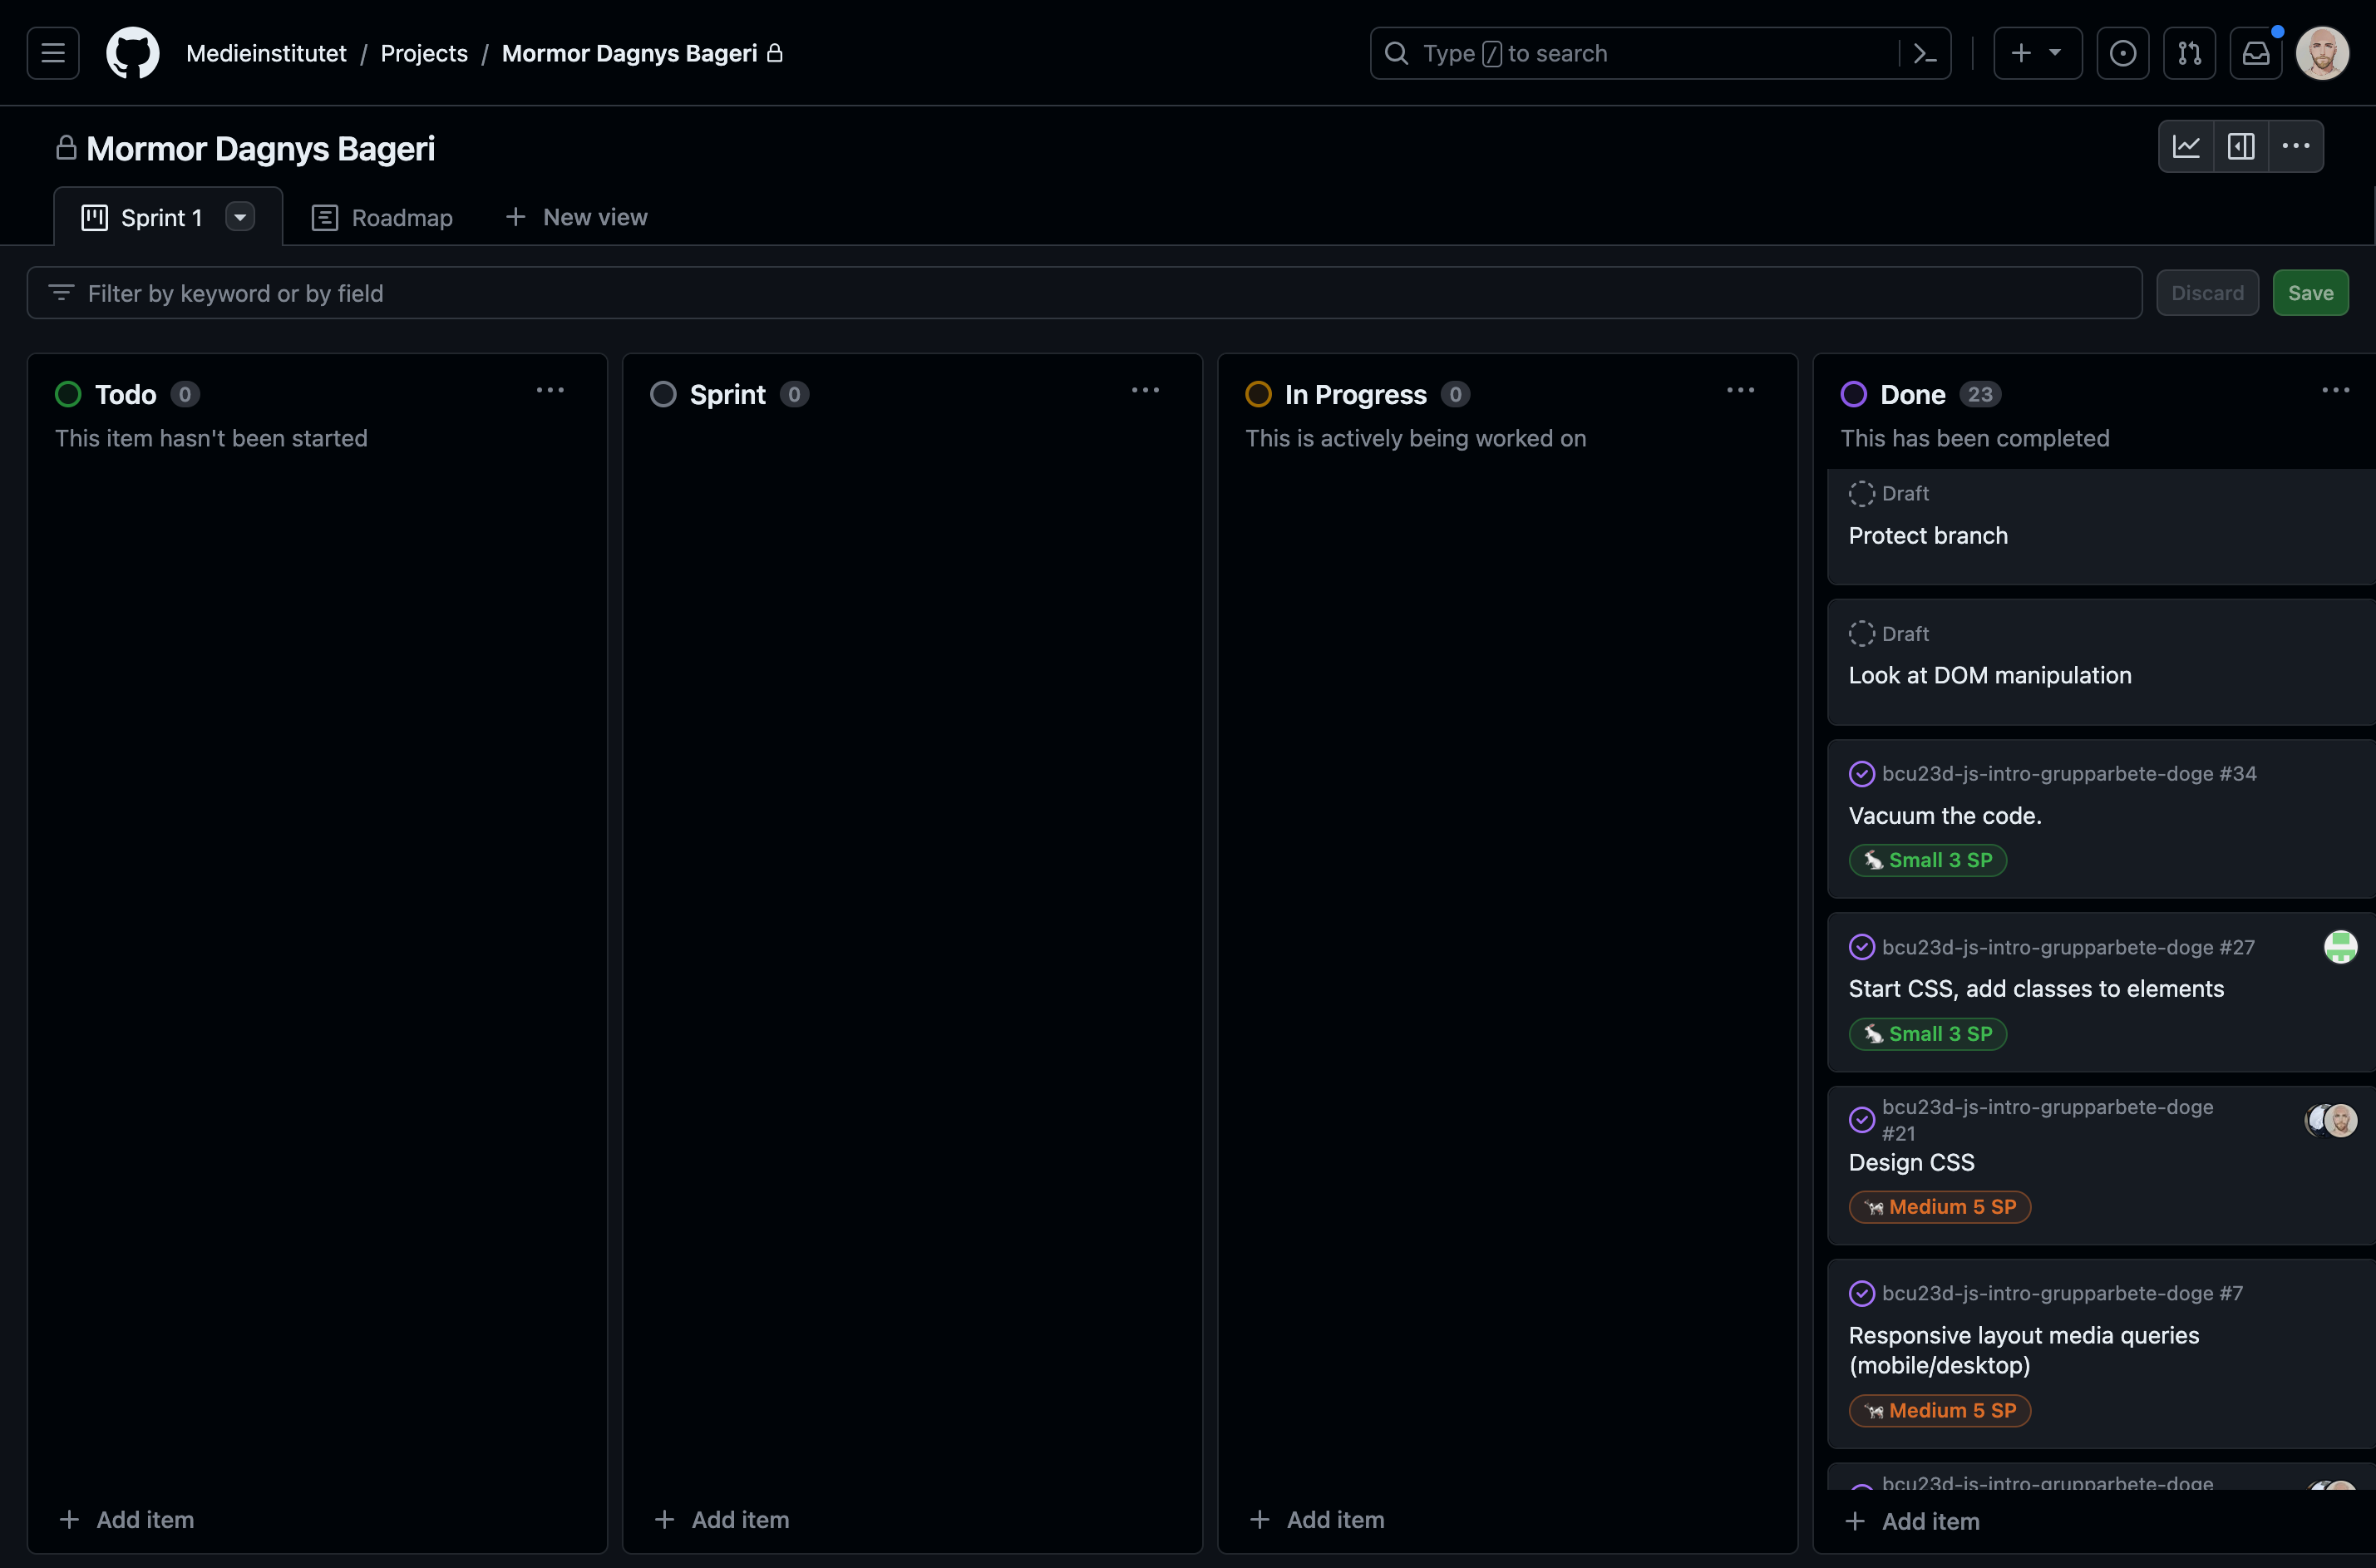 Medieinstitutet / Projects / Mormor Dagnys Bageri
Type / to search
Mormor Dagnys Bageri
Sprint 1
Roadmap
New view
Filter by keyword or by field
Discard
Save
Todo 0
This item hasn't been started
Add item
Sprint 0
Add item
In Progress 0
This is actively being worked on
Add item
Done 23
This has been completed
Draft
Protect branch
Draft
Look at DOM manipulation
bcu23d-js-intro-grupparbete-doge #34
Vacuum the code.
🐇 Small 3 SP
bcu23d-js-intro-grupparbete-doge #27
Start CSS, add classes to elements
🐇 Small 3 SP
bcu23d-js-intro-grupparbete-doge
#21
Design CSS
🐈 Medium 5 SP
bcu23d-js-intro-grupparbete-doge #7
Responsive layout media queries
(mobile/desktop)
🐈 Medium 5 SP
bcu23d-js-intro-grupparbete-doge
Add item